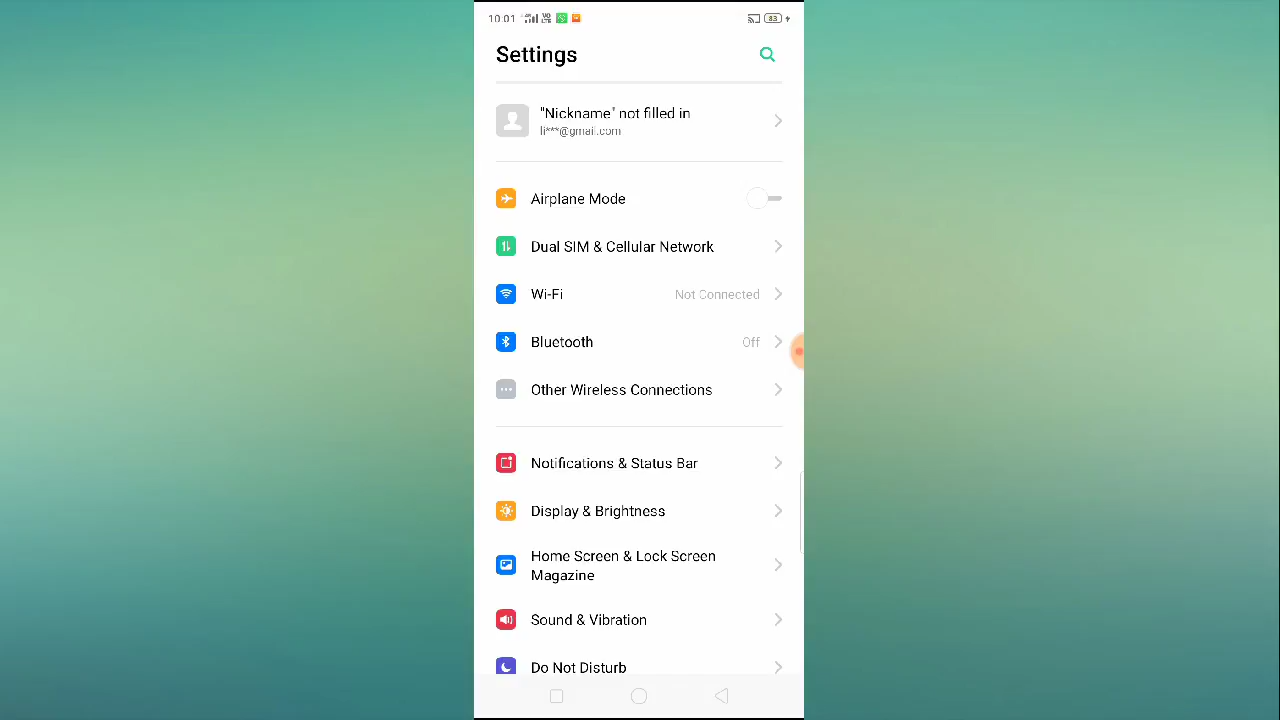 10:01
83
Settings
"Nickname" not filled in
li***@gmail.com
Airplane Mode
Dual SIM & Cellular Network
Wi-Fi Not Connected
Bluetooth Off
Other Wireless Connections
Notifications & Status Bar
Display & Brightness
Home Screen & Lock Screen
Magazine
Sound & Vibration
Do Not Disturb